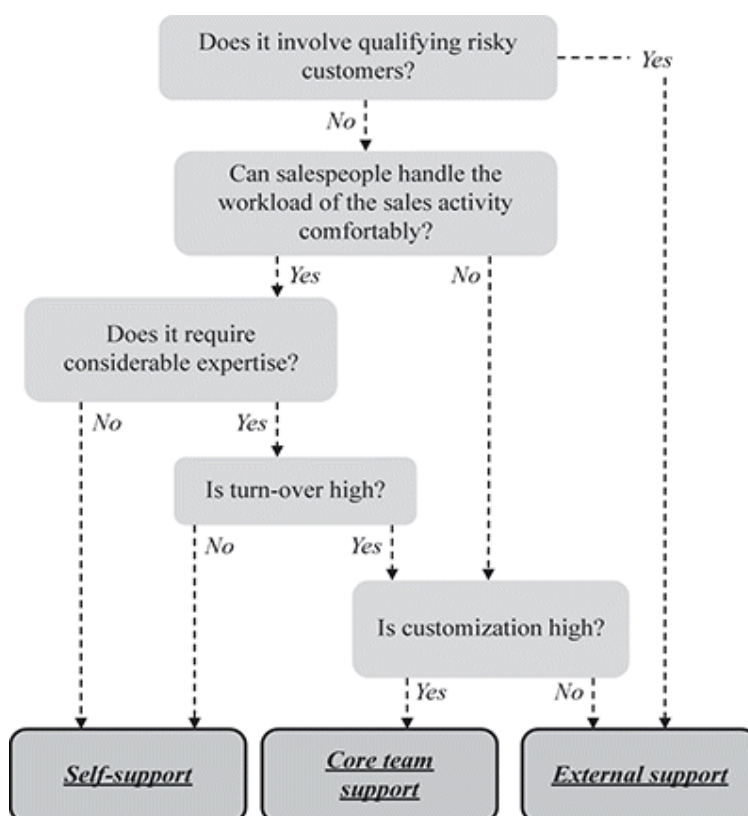 Does it involve qualifying risky
customers?
Yes
No
Can salespeople handle the
workload of the sales activity
comfortably?
Yes
No
Does it require
considerable expertise?
No
Yes
Is turn-over high?
No
Yes
Is customization high?
Yes
No
Self-support
Core team
support
External support